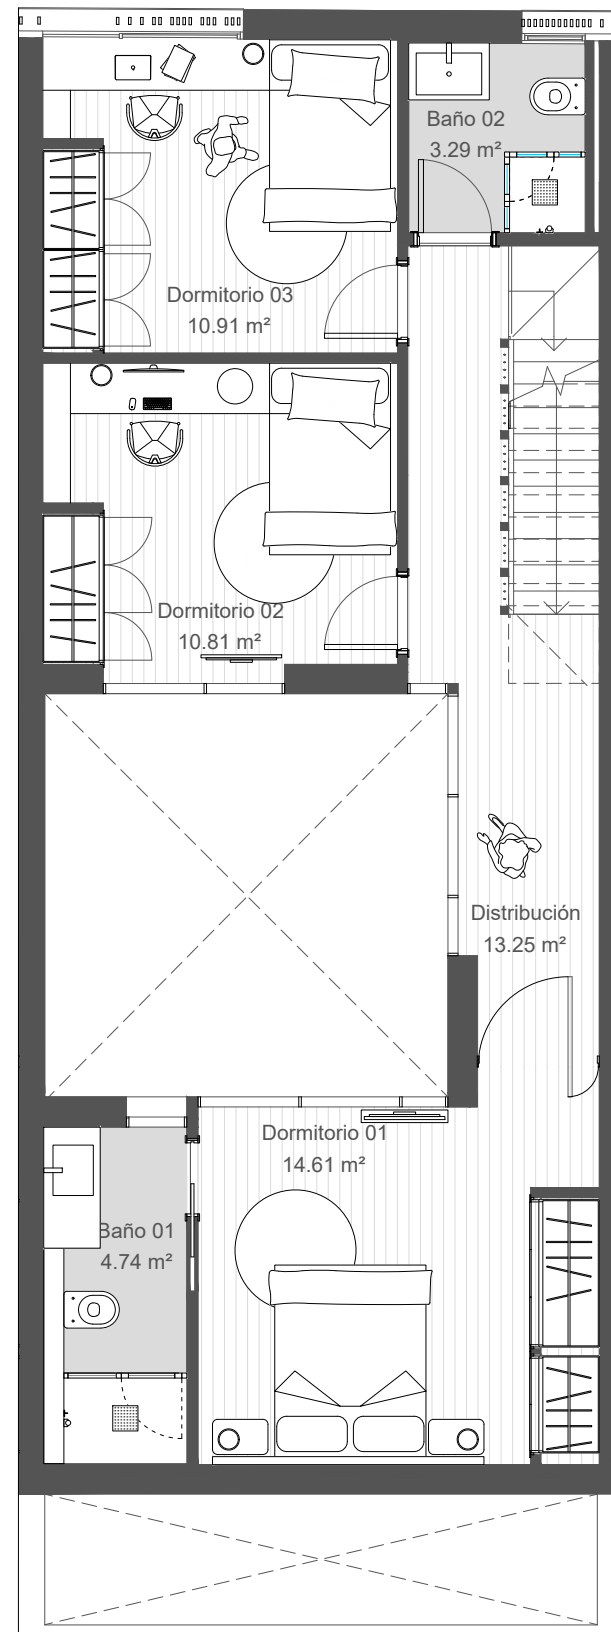 Baño 02
3.29 m²
Dormitorio 03
10.91 m²
Dormitorio 02
10.81 m²
Distribución
13.25 m²
Dormitorio 01
14.61 m²
Baño 01
4.74 m²